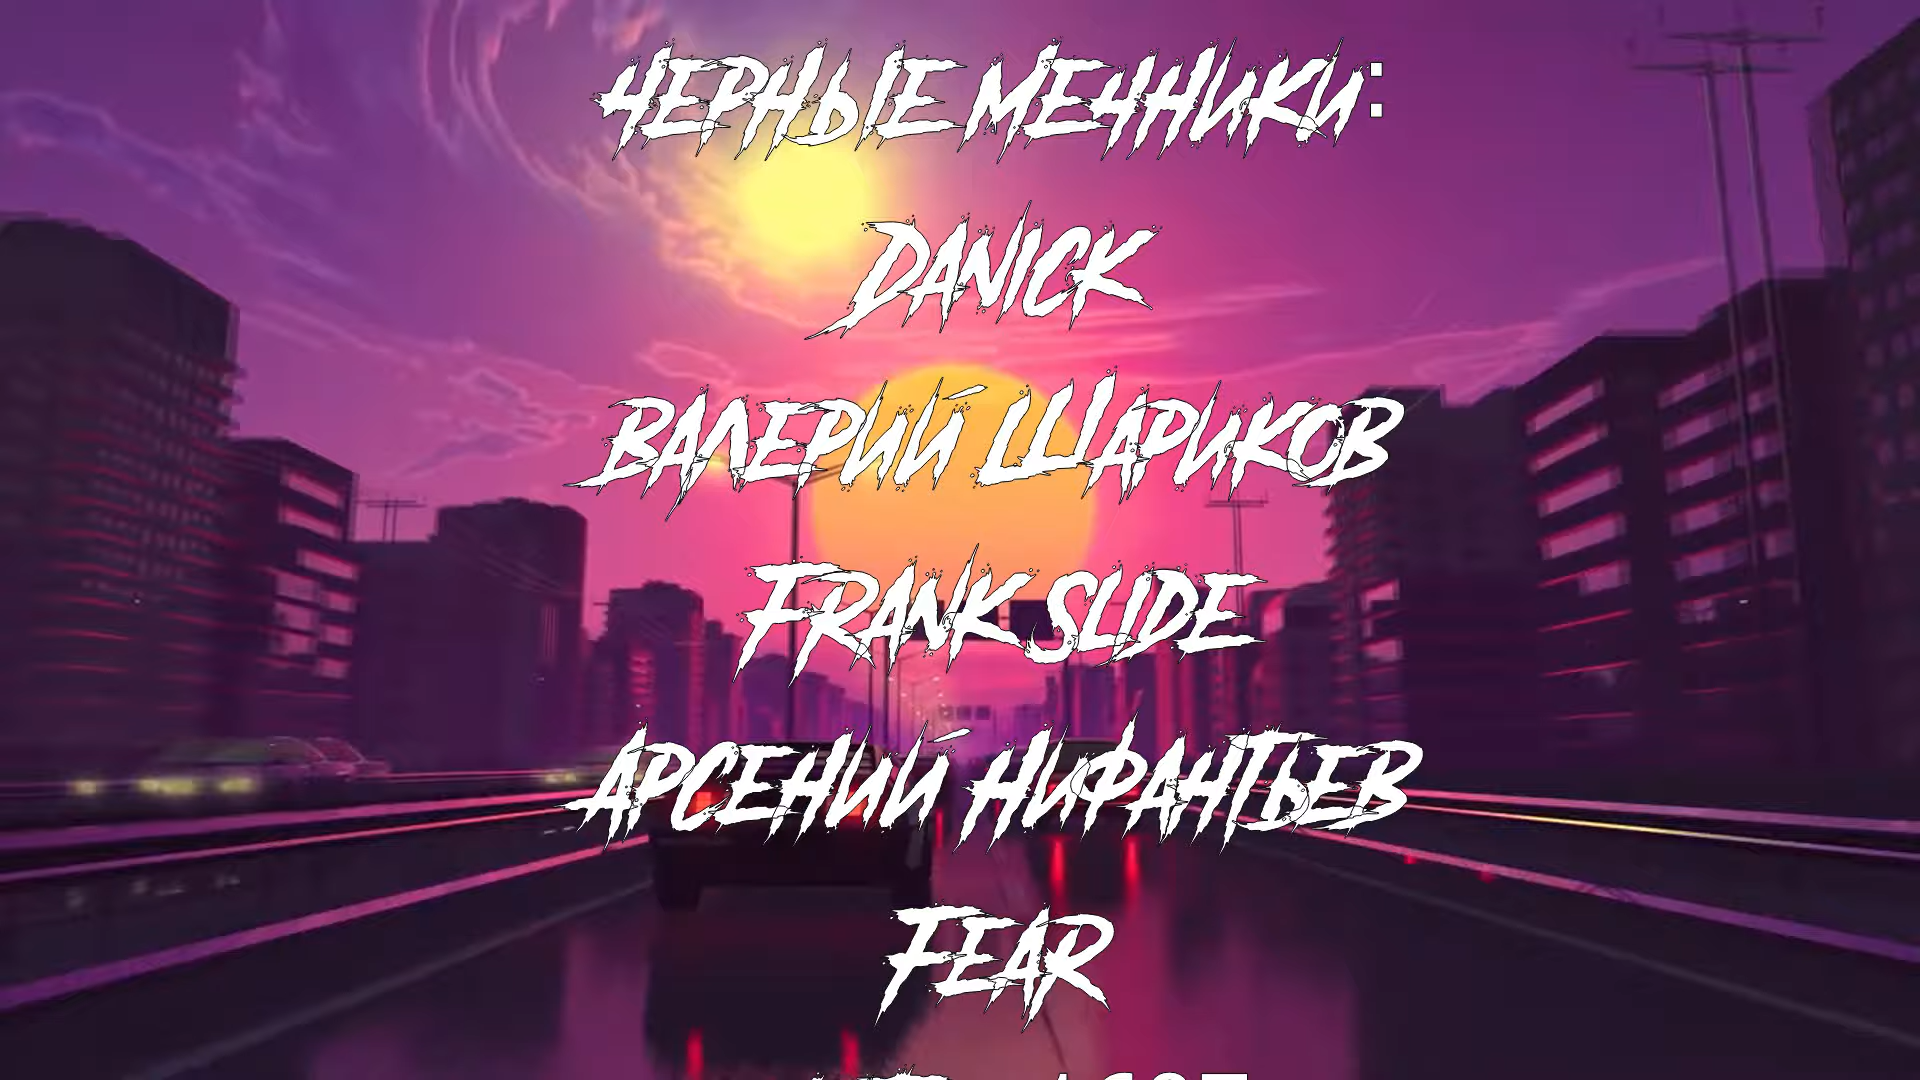 ЧЕРНЫЕ МЕЧНИКИ:
DANICK
ВАЛЕРИЙ ШАРИКОВ
FRANK SLIDE
АРСЕНИЙ НИФАНТЬЕВ
FEAR